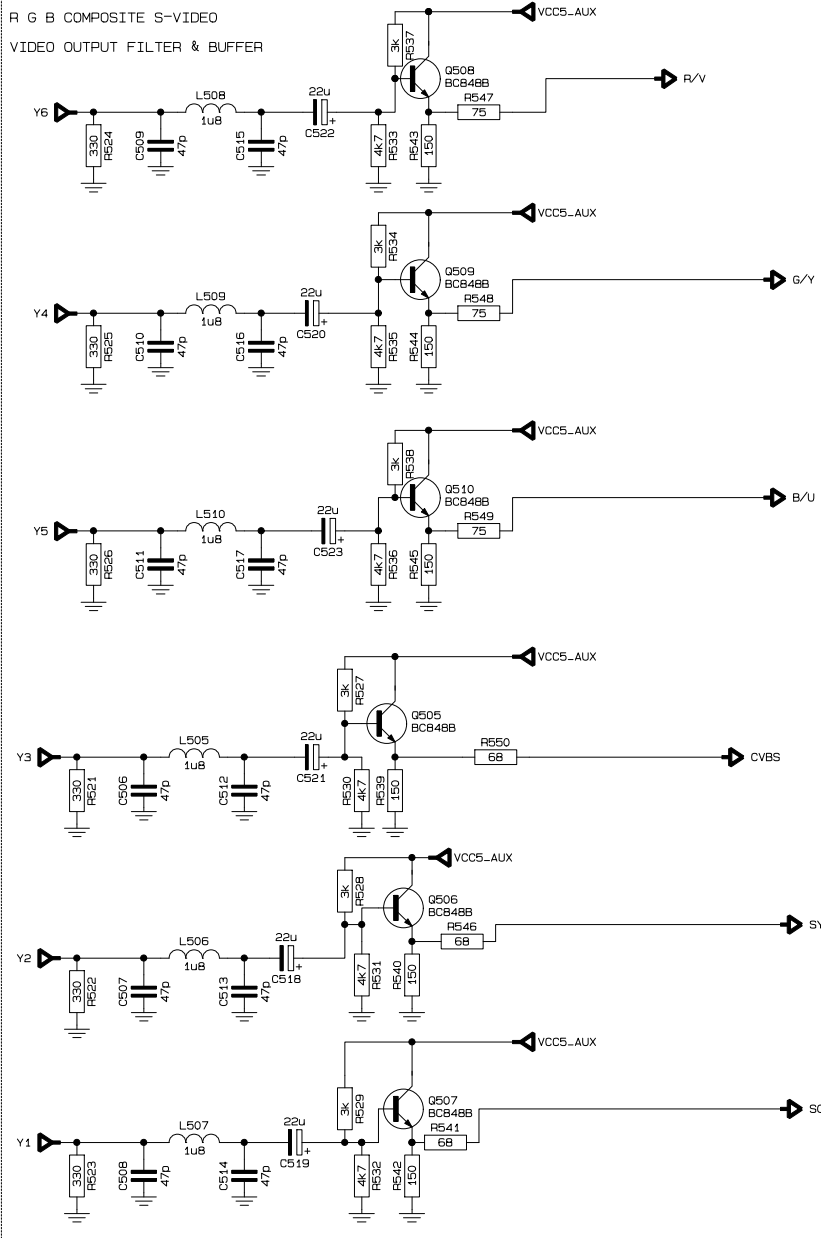 R G B COMPOSITE S-VIDEO
VIDEO OUTPUT FILTER & BUFFER
VCC5_AUX
3k
R537
Q508
BC848B
R/V
R547
75
Y6
L508
1u8
22u
C522
330
R524
C509
47p
C515
47p
4k7
R533
R543
150
VCC5_AUX
3k
R534
Q509
BC848B
G/Y
R548
75
Y4
L509
1u8
22u
C520
330
R525
C510
47p
C516
47p
4k7
R535
R544
150
VCC5_AUX
3k
R538
Q510
BC848B
B/U
R549
75
Y5
L510
1u8
22u
C523
330
R526
C511
47p
C517
47p
4k7
R536
R545
150
VCC5_AUX
3k
R527
Q505
BC848B
R550
68
CVBS
Y3
L505
1u8
22u
C521
330
R521
C506
47p
C512
47p
R530
4k7
R539
150
VCC5_AUX
3k
R528
Q506
BC848B
R546
68
SY
Y2
L506
1u8
22u
C518
330
R522
C507
47p
C513
47p
4k7
R531
R540
150
VCC5_AUX
3k
R529
Q507
BC848B
R541
68
Y1
L507
1u8
22u
C519
330
R523
C508
47p
C514
47p
4k7
R532
R542
150